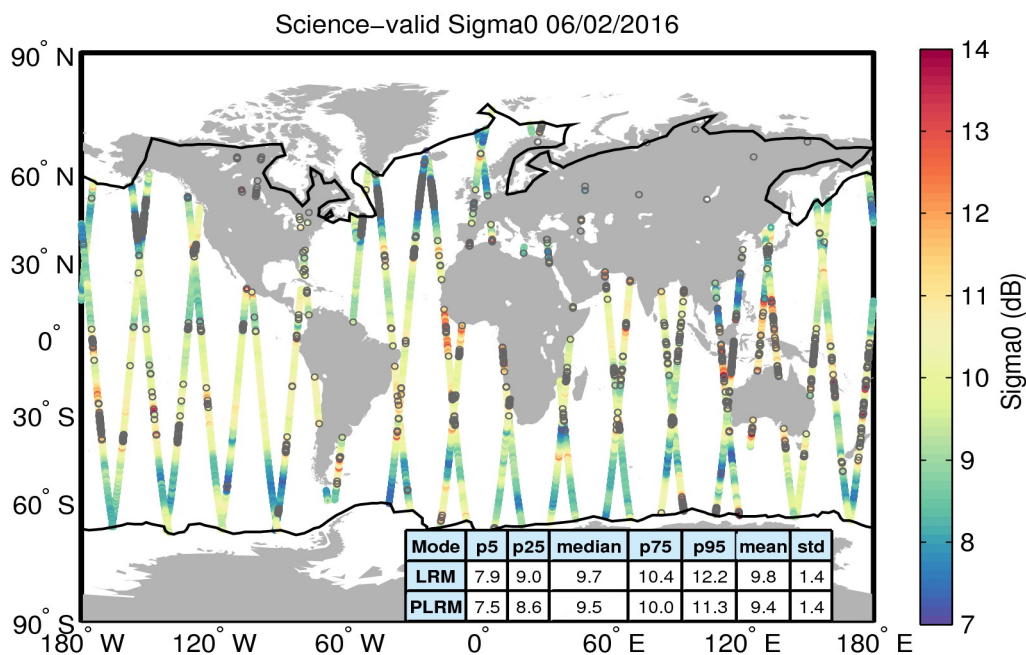 Science−valid Sigma0 06/02/2016
90° N
60° N
30° N
0°
30° S
60° S
90° S
180° W
120° W
60° W
0°
60° E
120° E
180° E
14
13
12
11
10
9
8
7
Sigma0 (dB)
Mode p5 p25 median p75 p95 mean std
LRM 7.9 9.0 9.7 10.4 12.2 9.8 1.4
PLRM 7.5 8.6 9.5 10.0 11.3 9.4 1.4